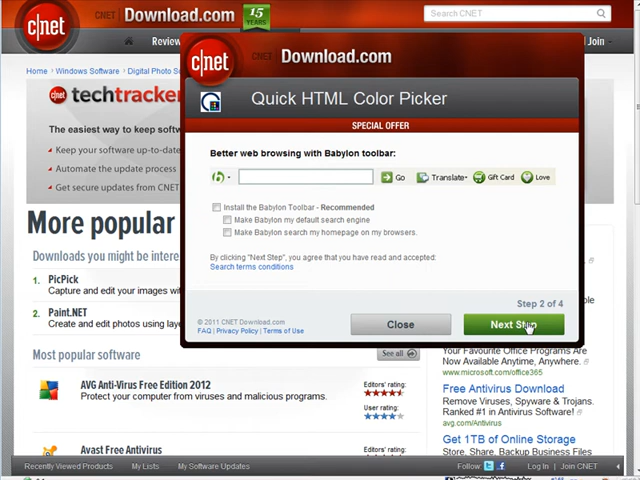 c|net
CNET Download.com
15
YEARS
Search CNET
Review
Join
Home > Windows Software > Digital Photo
c|net techtracker
The easiest way to keep
Keep your software up-to-date
Automate the update process
Get secure updates from CNET
More popular
Downloads you might be intere
1. PicPick
Capture and edit your images wit
2. Paint.NET
Create and edit photos using laye
Most popular software
See all
AVG Anti-Virus Free Edition 2012
Protect your computer from viruses and malicious programs.
Editors' rating:
User rating:
Avast Free Antivirus
Editors' rating:
c|net
CNET Download.com
Quick HTML Color Picker
SPECIAL OFFER
Better web browsing with Babylon toolbar:
Go
Translate
Gift Card
Love
Install the Babylon Toolbar - Recommended
Make Babylon my default search engine
Make Babylon search my homepage on my browsers.
By clicking "Next Step", you agree that you have read and accepted:
Search terms conditions
Step 2 of 4
© 2011 CNET Download.com
FAQ | Privacy Policy | Terms of Use
Close
Next Step
Your Favourite Office Programs Are
Now Available Anytime, Anywhere.
www.microsoft.com/office365
Free Antivirus Download
Remove Viruses, Spyware & Trojans.
Ranked #1 in Antivirus Software!
avg.com/Antivirus
Get 1TB of Online Storage
Store, Share, Backup Business
Recently Viewed Products
My Lists
My Software Updates
Follow
Log In | Join CNET